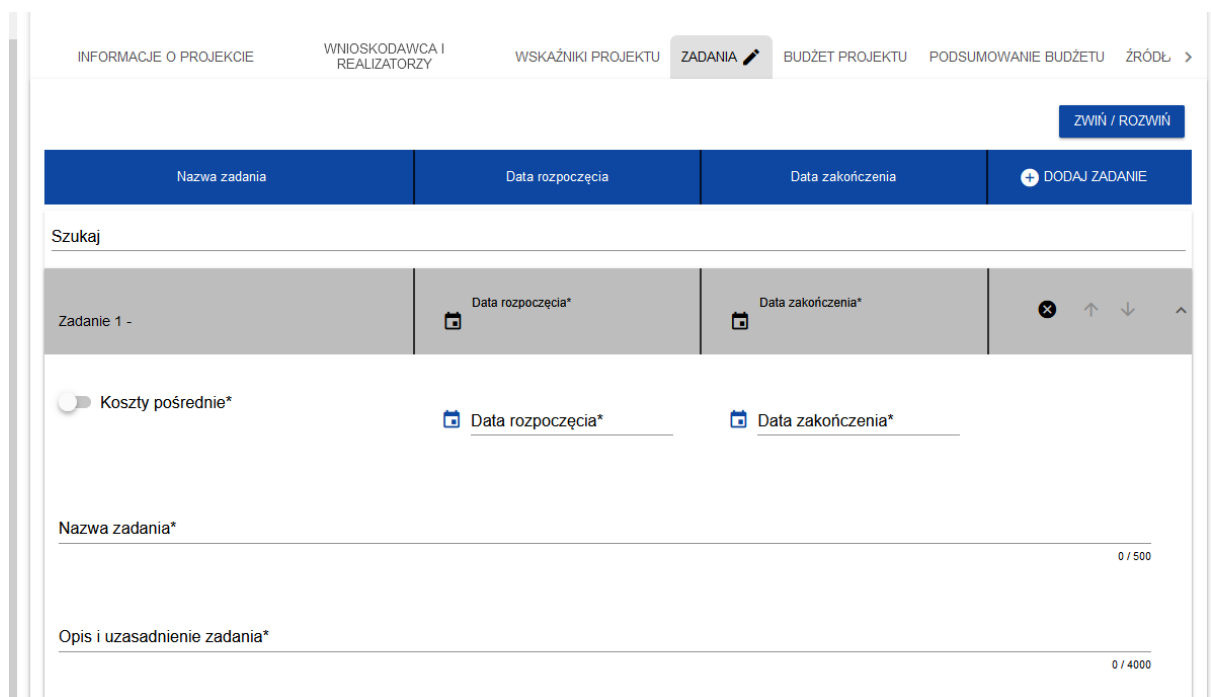 INFORMACJE O PROJEKCIE
WNIOSKODAWCA I
REALIZATORZY
WSKAŹNIKI PROJEKTU
ZADANIA
BUDŻET PROJEKTU
PODSUMOWANIE BUDŻETU
ZWIŃ / ROZWIŃ
Nazwa zadania
Data rozpoczęcia
Data zakończenia
DODAJ ZADANIE
Szukaj
Zadanie 1 -
Data rozpoczęcia*
Data zakończenia*
Koszty pośrednie*
Data rozpoczęcia*
Data zakończenia*
Nazwa zadania*
0 / 500
Opis i uzasadnienie zadania*
0 / 4000